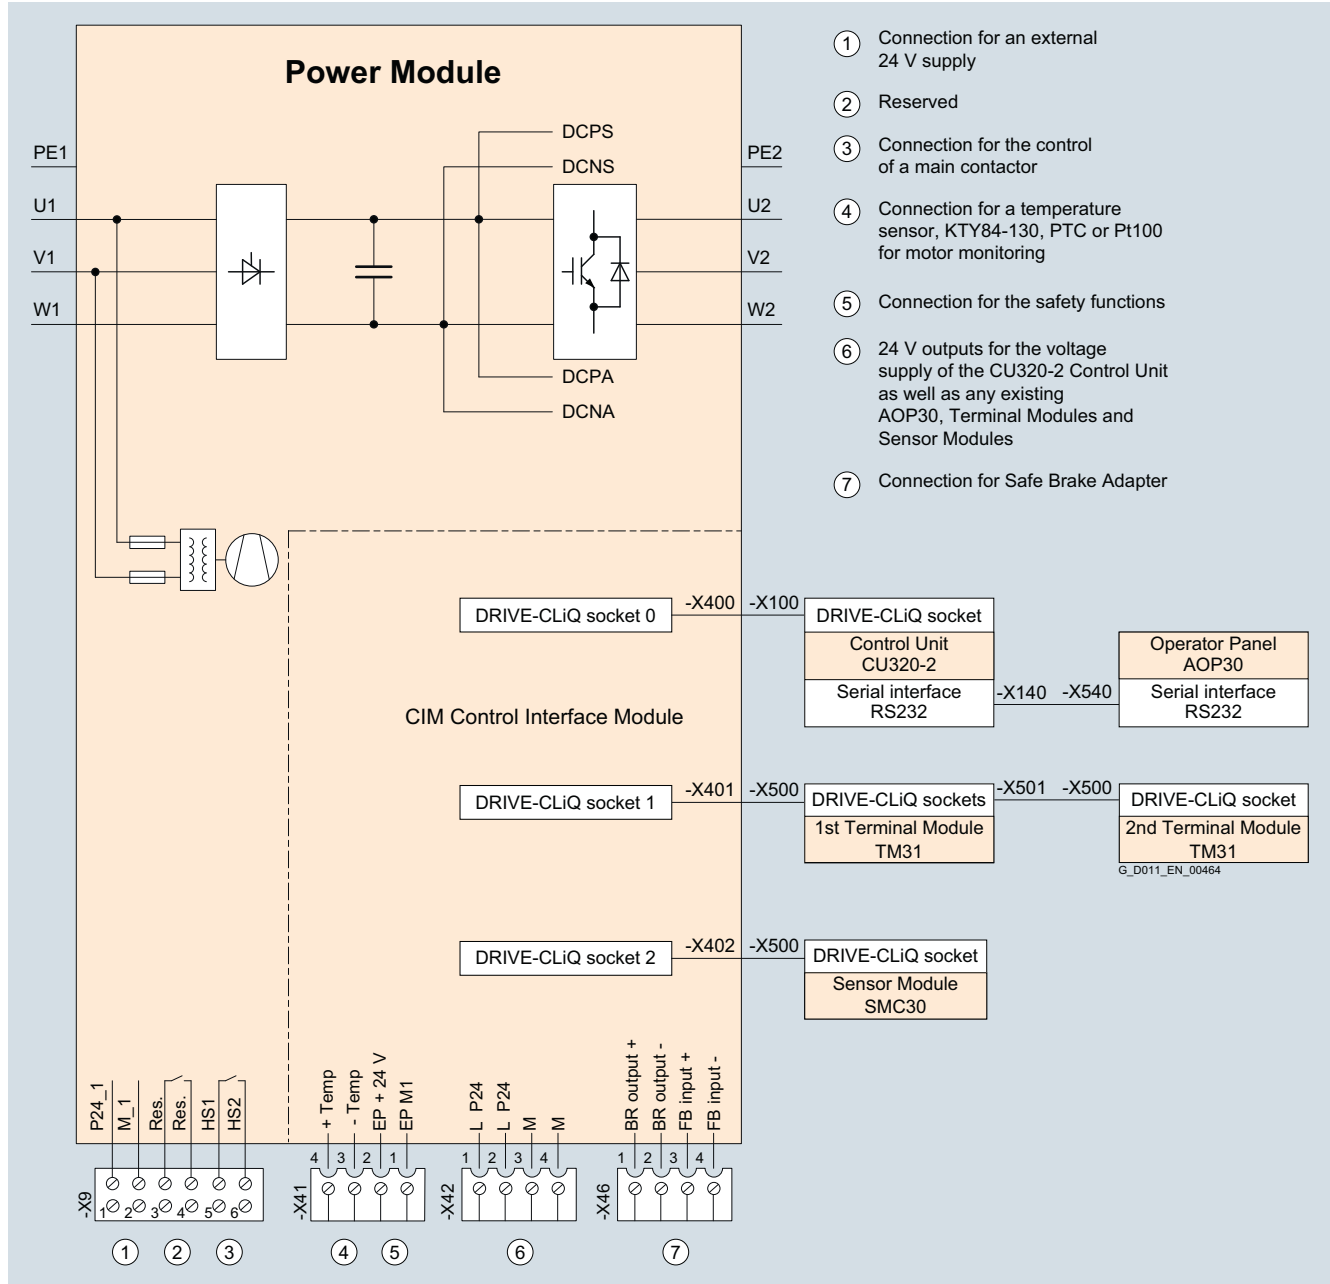 Power Module
DCPS
DCNS
PE1
PE2
U1
U2
V1
V2
W1
W2
DCPA
DCNA
1 Connection for an external
24 V supply
2 Reserved
3 Connection for the control
of a main contactor
4 Connection for a temperature
sensor, KTY84-130, PTC or Pt100
for motor monitoring
5 Connection for the safety functions
6 24 V outputs for the voltage
supply of the CU320-2 Control Unit
as well as any existing
AOP30, Terminal Modules and
Sensor Modules
7 Connection for Safe Brake Adapter
DRIVE-CLiQ socket 0
-X400 -X100
DRIVE-CLiQ socket
Control Unit
CU320-2
Serial interface
RS232
-X140 -X540
Operator Panel
AOP30
Serial interface
RS232
CIM Control Interface Module
DRIVE-CLiQ socket 1
-X401 -X500
DRIVE-CLiQ sockets
1st Terminal Module
TM31
-X501 -X500
DRIVE-CLiQ socket
2nd Terminal Module
TM31
G_D011_EN_00464
DRIVE-CLiQ socket 2
-X402 -X500
DRIVE-CLiQ socket
Sensor Module
SMC30
P24_1
M_1
Res.
Res.
HS1
HS2
+ Temp
- Temp
EP + 24 V
EP M1
L P24
L P24
M
M
BR output +
BR output -
FB input +
FB input -
-X9
1 2 3 4 5 6
-X41
4 3 2 1
-X42
1 2 3 4
-X46
1 2 3 4
1 2 3 4 5 6 7